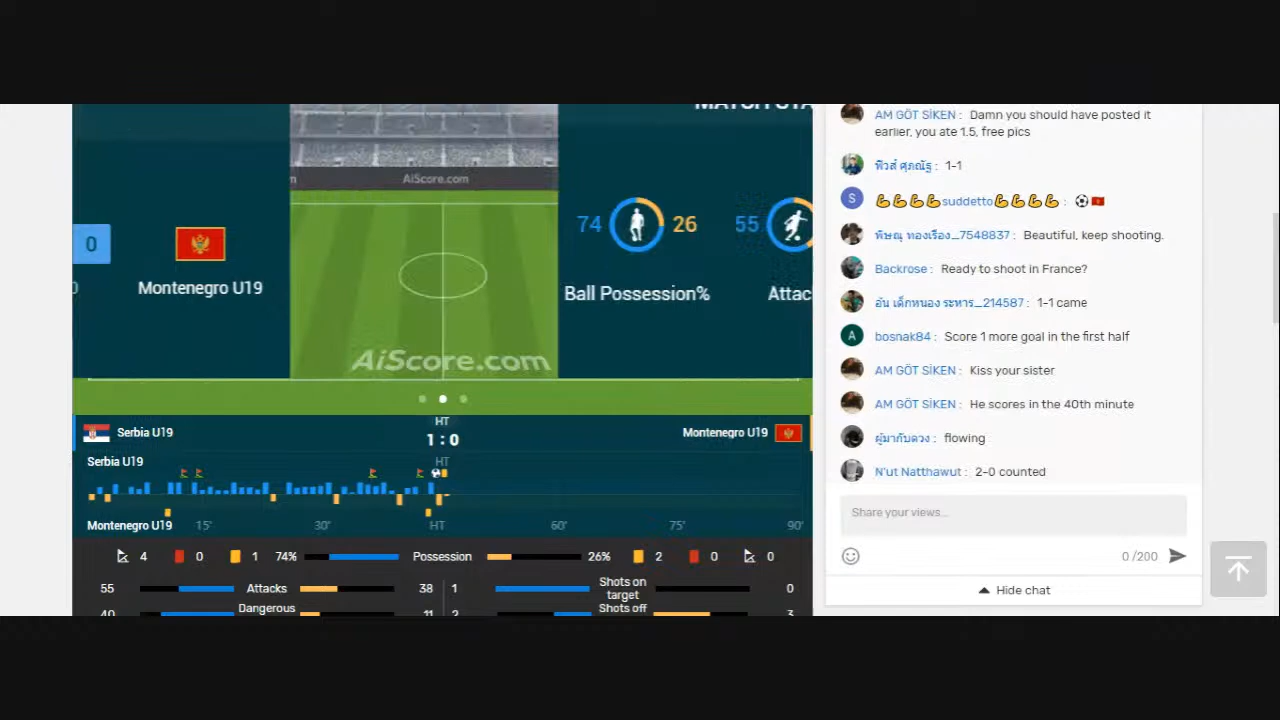 AiScore.com
0
Montenegro U19
74
26
55
Ball Possession%
Attac
AiScore.com
HT
Serbia U19
1 : 0
Montenegro U19
Serbia U19
HT
Montenegro U19
15'
30'
HT
60'
75'
90'
4
0
1
74%
Possession
26%
2
0
0
55
Attacks
38
1
Shots on
target
0
Dangerous
Shots off
AM GÖT SİKEN : Damn you should have posted it
earlier, you ate 1.5, free pics
ฟิวส์ ศุภณัฐ : 1-1
💪💪💪💪suddetto💪💪💪💪 : ⚽🇲🇪
S
พิษณุ ทองเรือง_7548837 : Beautiful, keep shooting.
Backrose : Ready to shoot in France?
อัน เด็กหนอง ระหาร_214587 : 1-1 came
A
bosnak84 : Score 1 more goal in the first half
AM GÖT SİKEN : Kiss your sister
AM GÖT SİKEN : He scores in the 40th minute
ผู้มากับดวง : flowing
N'ut Natthawut : 2-0 counted
Share your views...
0 /200
Hide chat